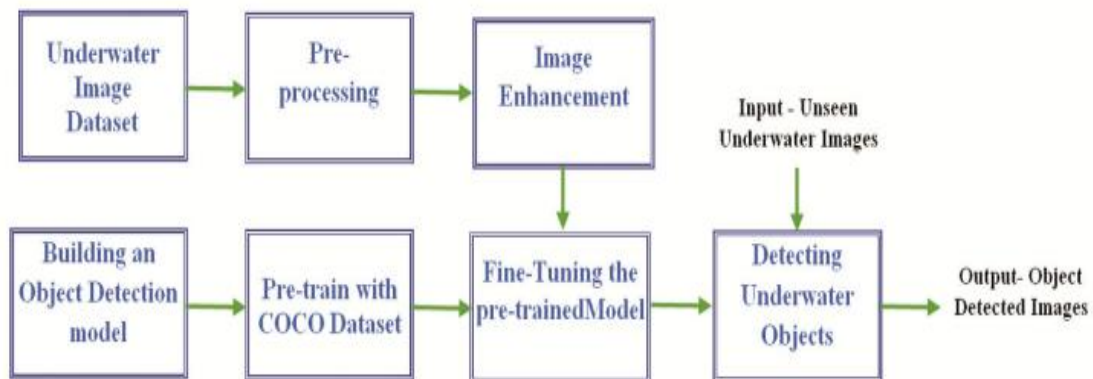 Underwater
Image
Dataset
Pre-
processing
Image
Enhancement
Input - Unseen
Underwater Images
Building an
Object Detection
model
Pre-train with
COCO Dataset
Fine-Tuning the
pre-trainedModel
Detecting
Underwater
Objects
Output- Object
Detected Images